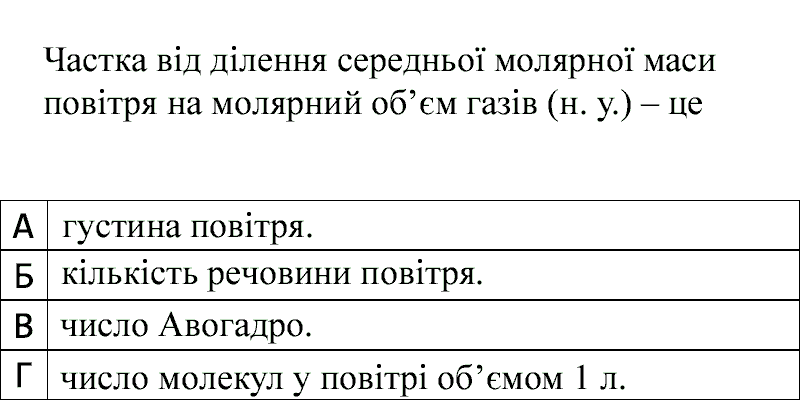 Частка від ділення середньої молярної маси
повітря на молярний об’єм газів (н. у.) – це
А густина повітря.
Б кількість речовини повітря.
В число Авогадро.
Г число молекул у повітрі об’ємом 1 л.